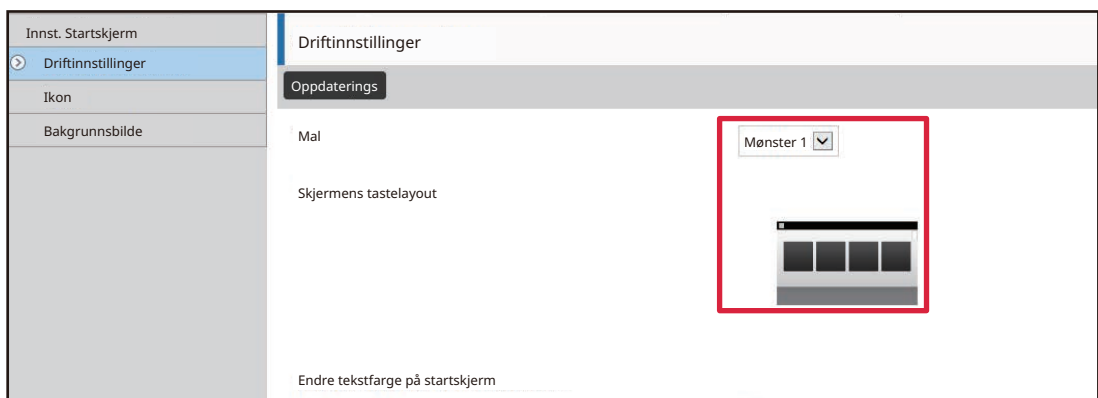 Innst. Startskjerm
Driftinnstillinger
Ikon
Bakgrunnsbilde
Driftinnstillinger
Oppdaterings
Mal
Mønster 1
Skjermens tastelayout
Endre tekstfarge på startskjerm